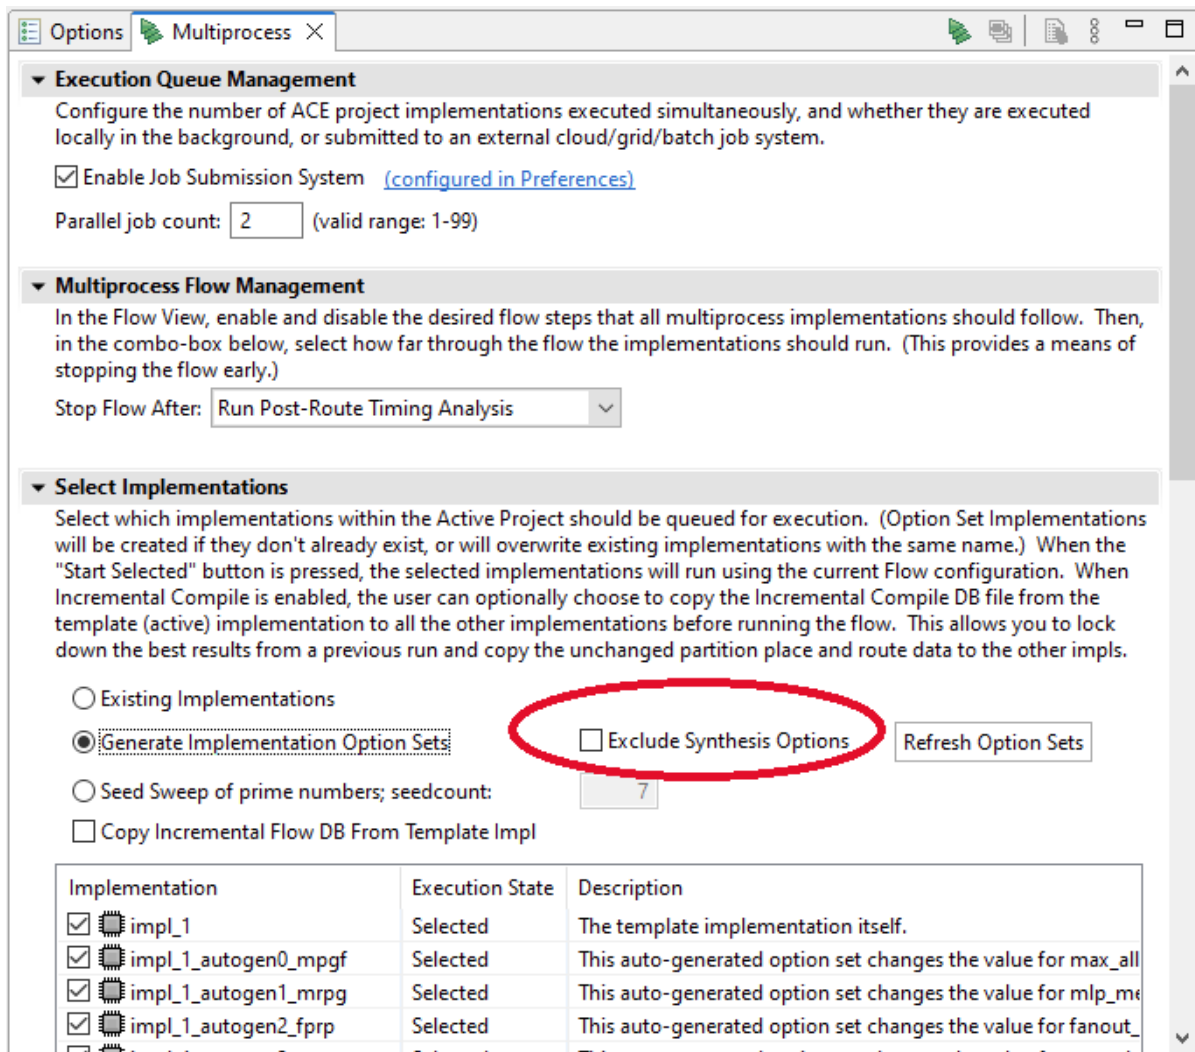 Options
Multiprocess
Execution Queue Management
Configure the number of ACE project implementations executed simultaneously, and whether they are executed
locally in the background, or submitted to an external cloud/grid/batch job system.
Enable Job Submission System (configured in Preferences)
Parallel job count: 2 (valid range: 1-99)
Multiprocess Flow Management
In the Flow View, enable and disable the desired flow steps that all multiprocess implementations should follow. Then,
in the combo-box below, select how far through the flow the implementations should run. (This provides a means of
stopping the flow early.)
Stop Flow After: Run Post-Route Timing Analysis
Select Implementations
Select which implementations within the Active Project should be queued for execution. (Option Set Implementations
will be created if they don't already exist, or will overwrite existing implementations with the same name.) When the
"Start Selected" button is pressed, the selected implementations will run using the current Flow configuration. When
Incremental Compile is enabled, the user can optionally choose to copy the Incremental Compile DB file from the
template (active) implementation to all the other implementations before running the flow. This allows you to lock
down the best results from a previous run and copy the unchanged partition place and route data to the other impls.
Existing Implementations
Generate Implementation Option Sets Exclude Synthesis Options Refresh Option Sets
Seed Sweep of prime numbers; seedcount: 7
Copy Incremental Flow DB From Template Impl
Implementation Execution State Description
impl_1 Selected The template implementation itself.
impl_1_autogen0_mpgf Selected This auto-generated option set changes the value for max_all
impl_1_autogen1_mrpg Selected This auto-generated option set changes the value for mlp_me
impl_1_autogen2_fprp Selected This auto-generated option set changes the value for fanout_